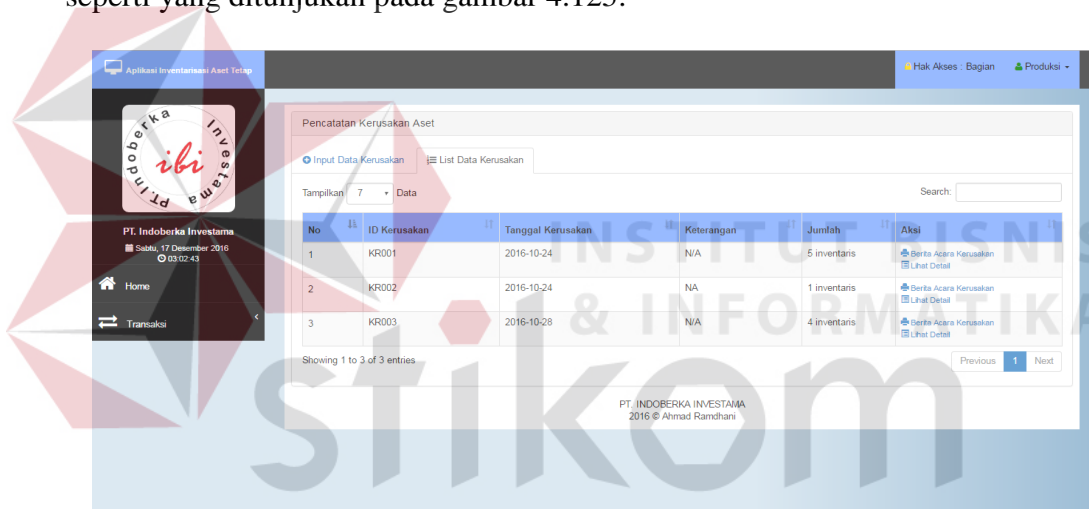 seperti yang ditunjukan pada gambar 4.123.
Aplikasi Inventarisasi Aset Tetap
Hak Akses : Bagian
Produksi
PT. Indoberka Investama
ibi
PT. Indoberka Investama
Sabtu, 17 Desember 2016
03:02:43
Home
Transaksi
Pencatatan Kerusakan Aset
Input Data Kerusakan
List Data Kerusakan
Tampilkan 7 Data
Search:
No ID Kerusakan Tanggal Kerusakan Keterangan Jumlah Aksi
1 KR001 2016-10-24 N/A 5 inventaris Berita Acara Kerusakan
Lihat Detail
2 KR002 2016-10-24 NA 1 inventaris Berita Acara Kerusakan
Lihat Detail
3 KR003 2016-10-28 N/A 4 inventaris Berita Acara Kerusakan
Lihat Detail
Showing 1 to 3 of 3 entries
Previous 1 Next
PT. INDOBERKA INVESTAMA
2016 © Ahmad Ramdhani
INSTITUT BISNIS
& INFORMATIKA
stikom